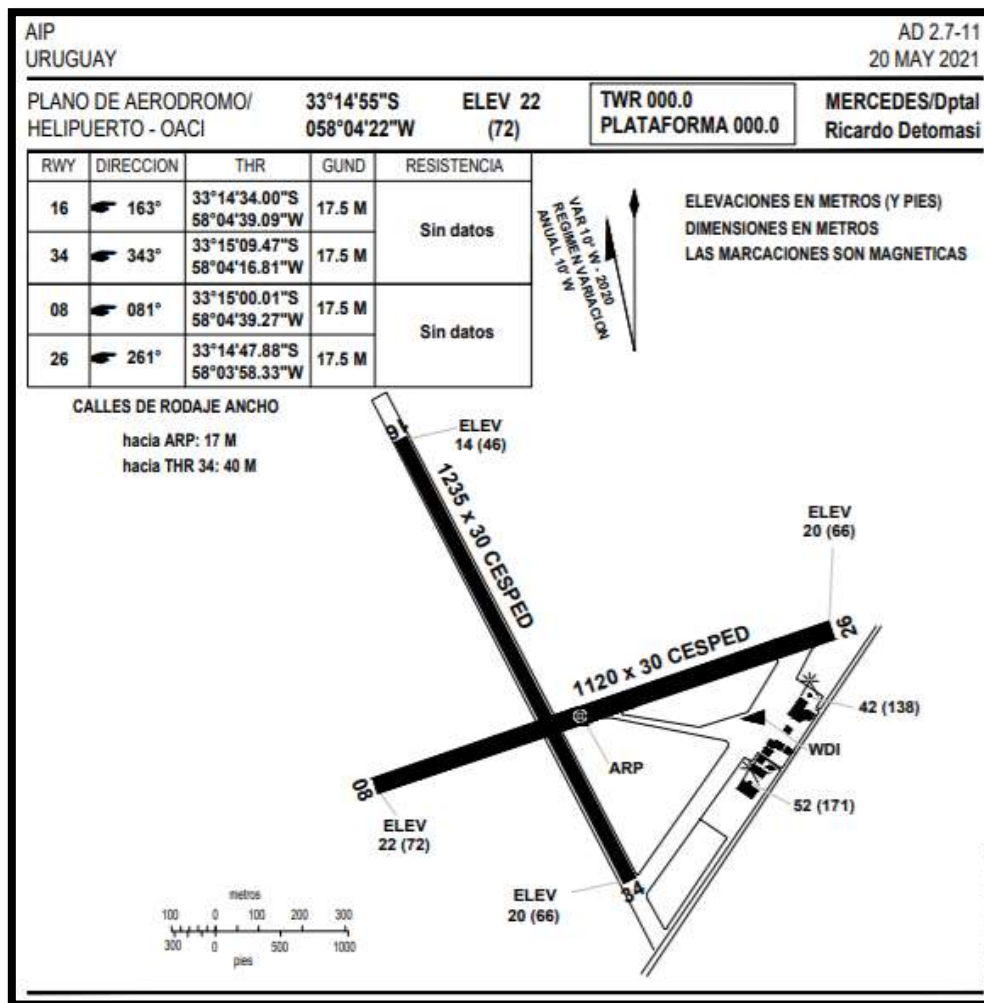 AIP
URUGUAY
AD 2.7-11
20 MAY 2021
PLANO DE AERODROMO/
HELIPUERTO - OACI
33°14'55"S
058°04'22"W
ELEV 22
(72)
TWR 000.0
PLATAFORMA 000.0
MERCEDES/Dptal
Ricardo Detomasi
RWY DIRECCION THR GUND RESISTENCIA
16 163° 33°14'34.00"S 17.5 M
58°04'39.09"W
Sin datos
34 343° 33°15'09.47"S 17.5 M
58°04'16.81"W
08 081° 33°15'00.01"S 17.5 M
58°04'39.27"W
Sin datos
26 261° 33°14'47.88"S 17.5 M
58°03'58.33"W
VAR 10° W - 2020
REGIMEN VARIACION
ANUAL 10' W
ELEVACIONES EN METROS (Y PIES)
DIMENSIONES EN METROS
LAS MARCACIONES SON MAGNETICAS
CALLES DE RODAJE ANCHO
hacia ARP: 17 M
hacia THR 34: 40 M
16
ELEV
14 (46)
1235 x 30 CESPED
ELEV
20 (66)
26
1120 x 30 CESPED
42 (138)
WDI
ARP
52 (171)
08
ELEV
22 (72)
34
ELEV
20 (66)
metros
100 0 100 200 300
300 0 500 1000
pies